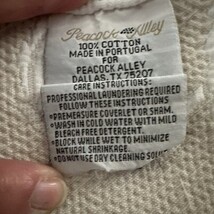 Peacock Alley
100% COTTON
MADE IN PORTUGAL
FOR
PEACOCK ALLEY
DALLAS, TX 75207
CARE INSTRUCTIONS:
PROFESSIONAL LAUNDERING REQUIRED
FOLLOW THESE INSTRUCTIONS:
*PREMEASURE COVERLET OR SHAM.
*WASH IN COLD WATER WITH MILD
BLEACH FREE DETERGENT.
*BLOCK WHILE WET TO MINIMIZE
NATURAL SHRINKAGE.
*DO NOT USE DRY CLEANING